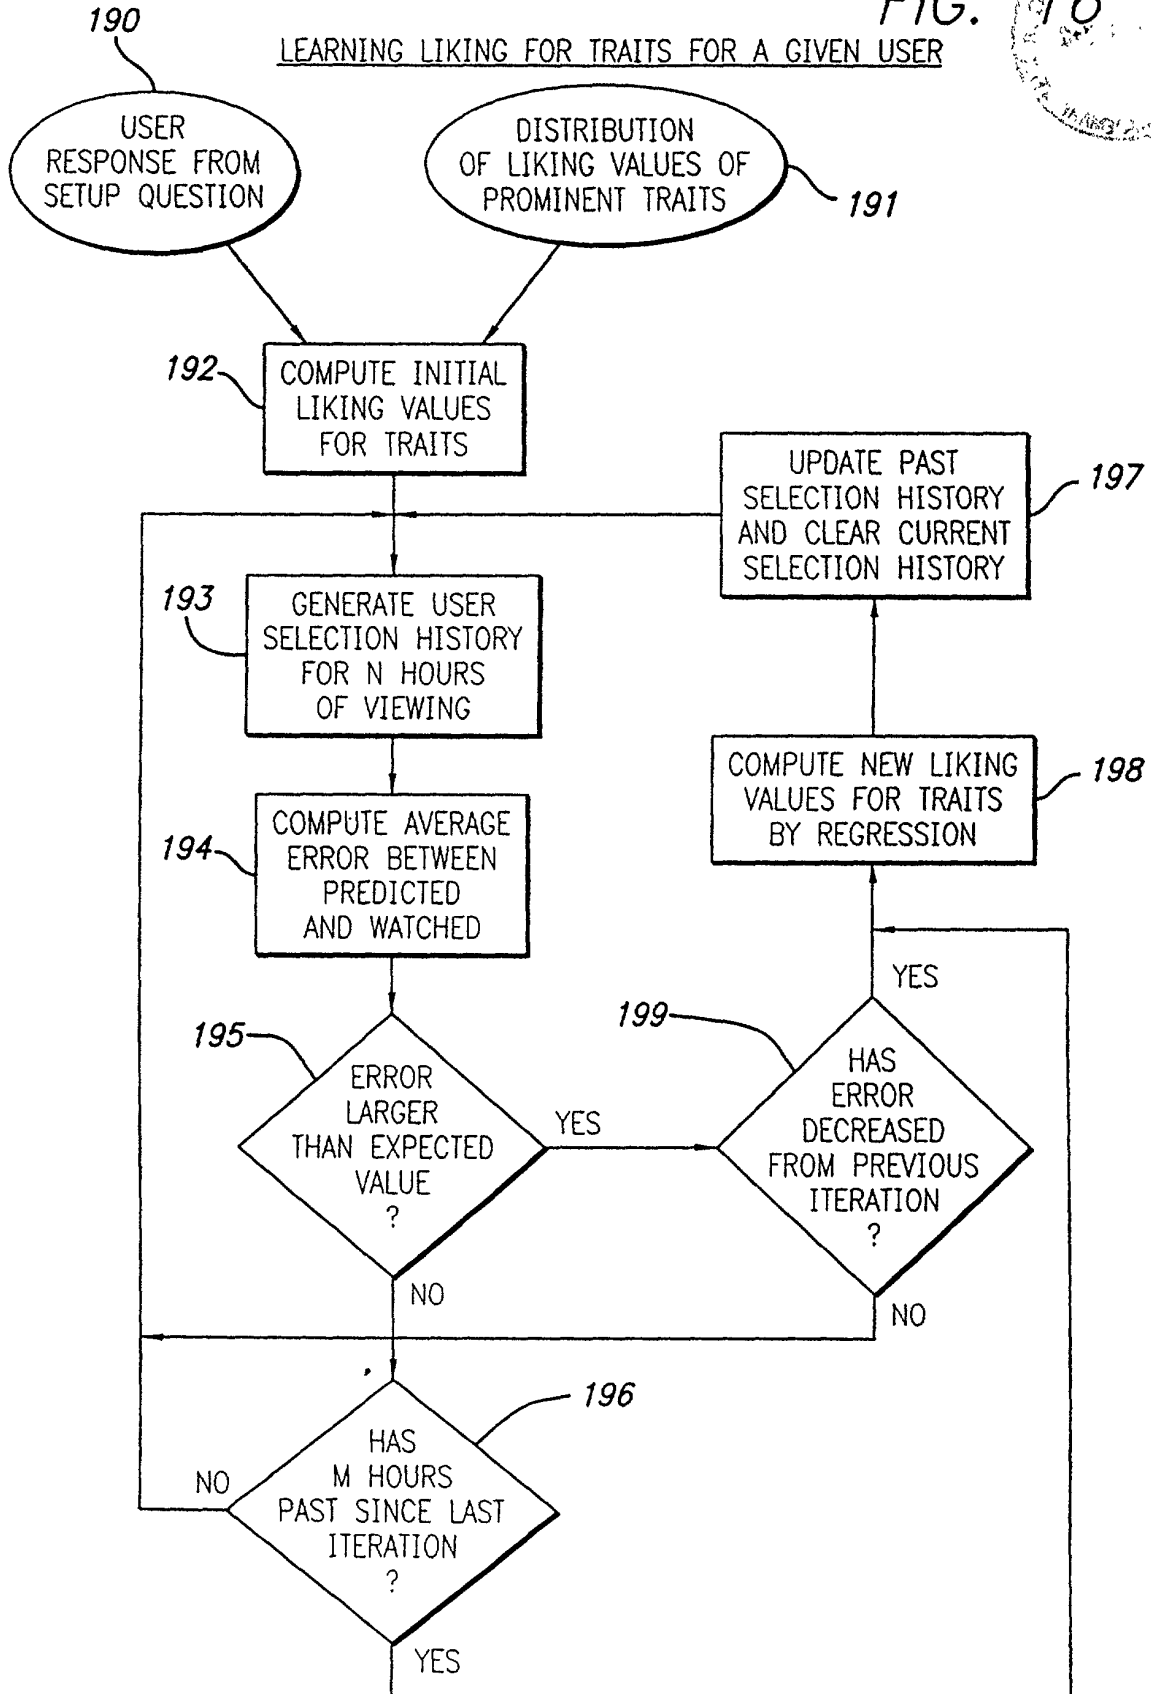 FIG. 18
190
LEARNING LIKING FOR TRAITS FOR A GIVEN USER
USER
RESPONSE FROM
SETUP QUESTION
DISTRIBUTION
OF LIKING VALUES OF
PROMINENT TRAITS
191
192
COMPUTE INITIAL
LIKING VALUES
FOR TRAITS
UPDATE PAST
SELECTION HISTORY
AND CLEAR CURRENT
SELECTION HISTORY
197
193
GENERATE USER
SELECTION HISTORY
FOR N HOURS
OF VIEWING
COMPUTE NEW LIKING
VALUES FOR TRAITS
BY REGRESSION
198
194
COMPUTE AVERAGE
ERROR BETWEEN
PREDICTED
AND WATCHED
YES
195
ERROR
LARGER
THAN EXPECTED
VALUE
?
YES
199
HAS
ERROR
DECREASED
FROM PREVIOUS
ITERATION
?
NO
NO
196
HAS
M HOURS
PAST SINCE LAST
ITERATION
?
NO
YES